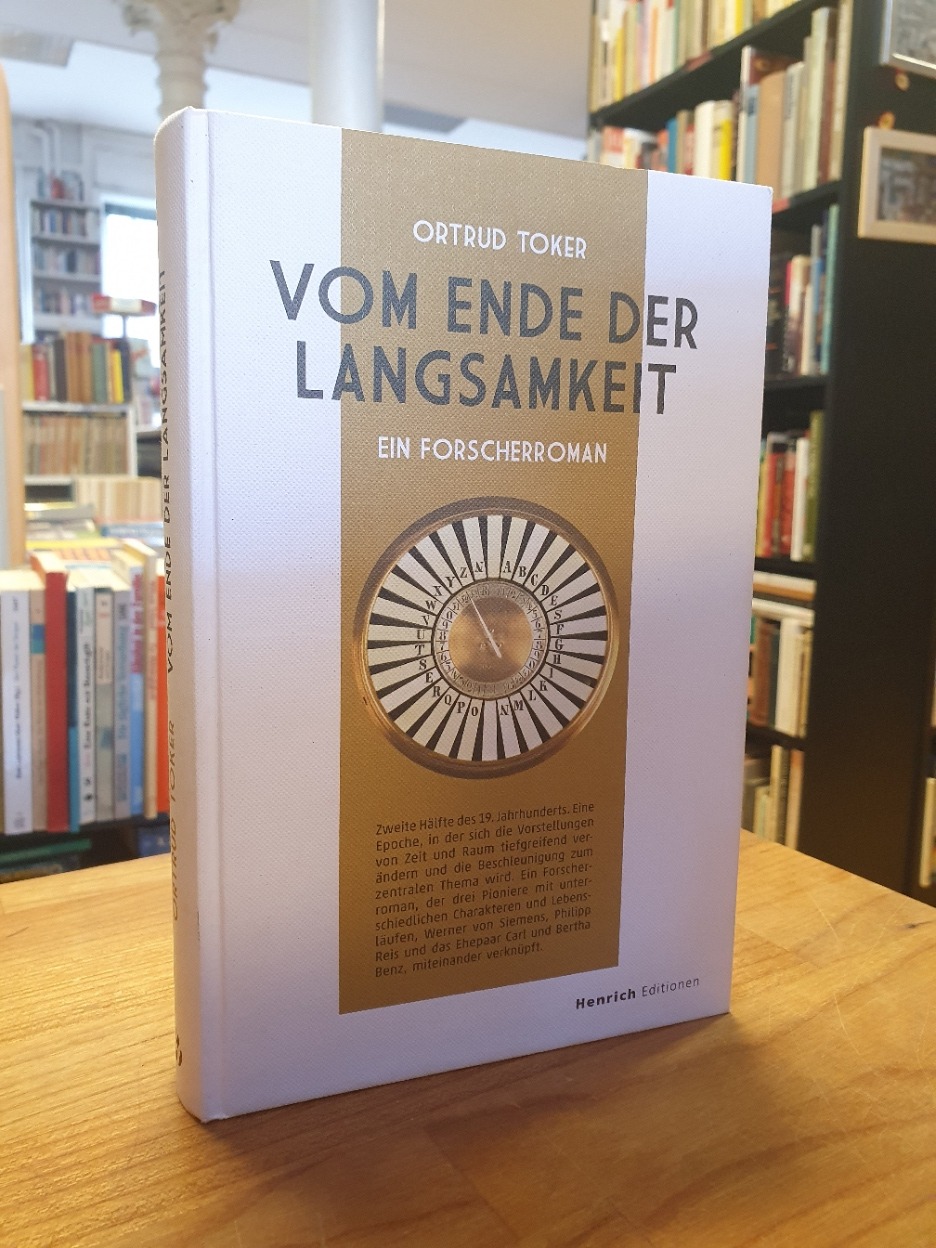 ORTRUD TOKER
VOM ENDE DER
LANGSAMKEIT
EIN FORSCHERROMAN
Zweite Hälfte des 19. Jahrhunderts. Eine
Epoche, in der sich die Vorstellungen
von Zeit und Raum tiefgreifend ver-
ändern und die Beschleunigung zum
zentralen Thema wird. Ein Forscher-
roman, der drei Pioniere mit unter-
schiedlichen Charakteren und Lebens-
läufen, Werner von Siemens, Philipp
Reis und das Ehepaar Carl und Bertha
Benz, miteinander verknüpft.
Henrich Editionen
ORTRUD TOKER VOM ENDE DER LANGSAMKEIT